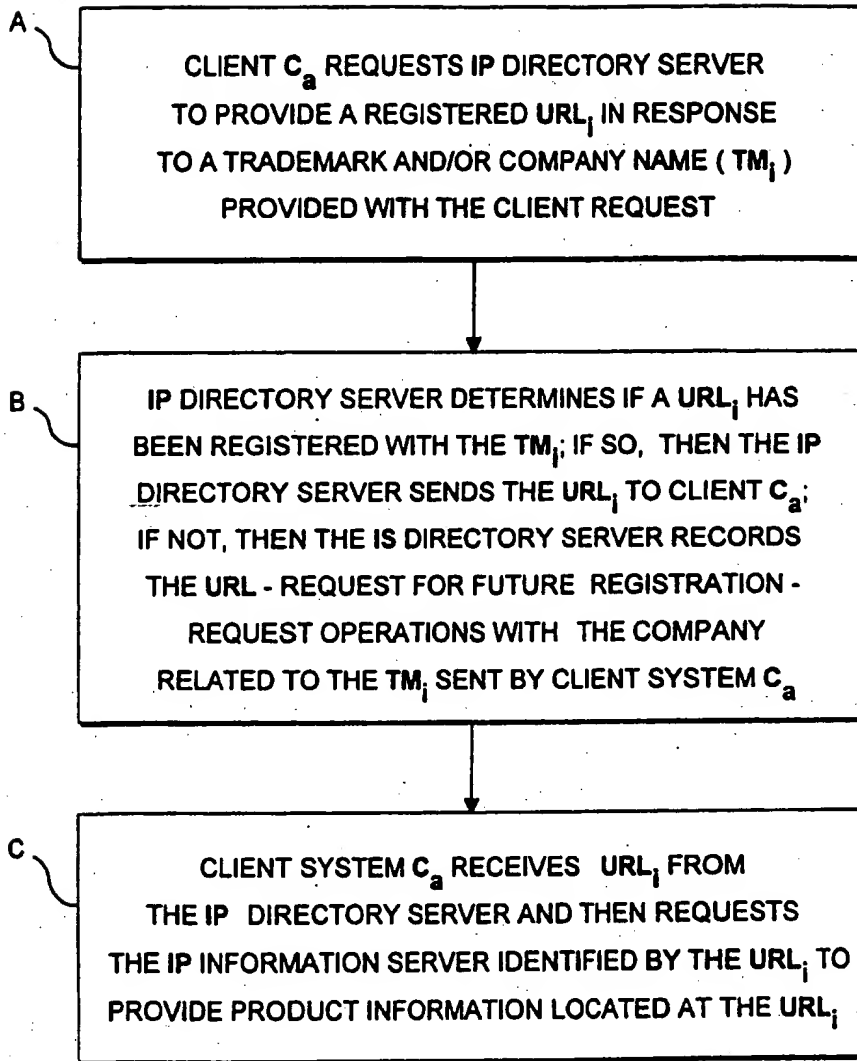 A
CLIENT Ca REQUESTS IP DIRECTORY SERVER
TO PROVIDE A REGISTERED URLi IN RESPONSE
TO A TRADEMARK AND/OR COMPANY NAME ( TMi )
PROVIDED WITH THE CLIENT REQUEST
B
IP DIRECTORY SERVER DETERMINES IF A URLi HAS
BEEN REGISTERED WITH THE TMi; IF SO, THEN THE IP
DIRECTORY SERVER SENDS THE URLi TO CLIENT Ca;
IF NOT, THEN THE IS DIRECTORY SERVER RECORDS
THE URL - REQUEST FOR FUTURE REGISTRATION -
REQUEST OPERATIONS WITH THE COMPANY
RELATED TO THE TMi SENT BY CLIENT SYSTEM Ca
C
CLIENT SYSTEM Ca RECEIVES URLi FROM
THE IP DIRECTORY SERVER AND THEN REQUESTS
THE IP INFORMATION SERVER IDENTIFIED BY THE URLi TO
PROVIDE PRODUCT INFORMATION LOCATED AT THE URLi